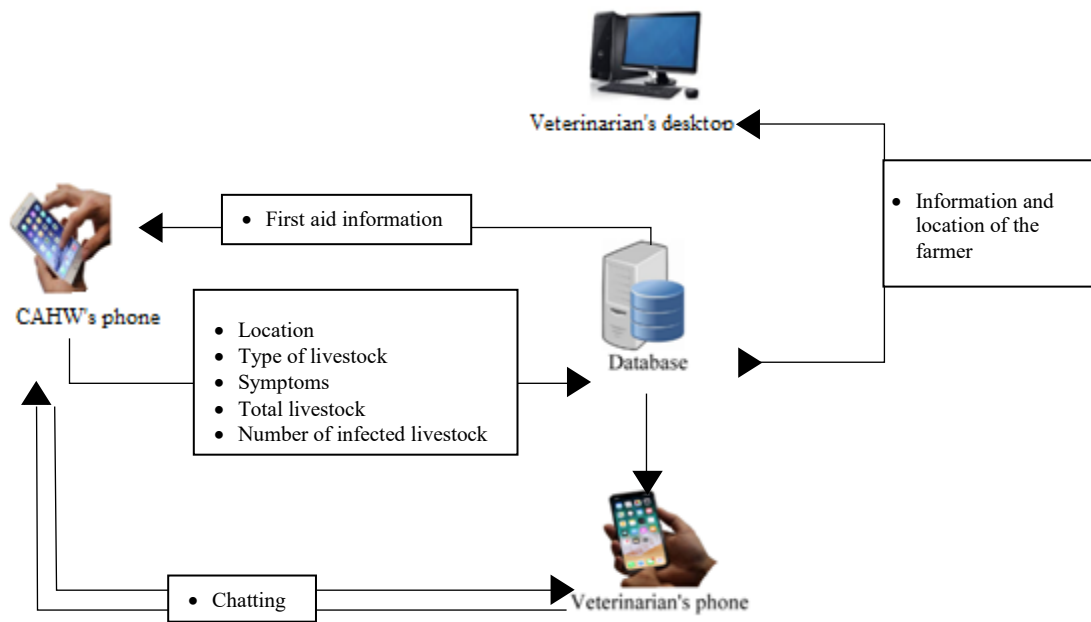 Veterinarian's desktop
• Information and
location of the
farmer
• First aid information
CAHW's phone
• Location
• Type of livestock
• Symptoms
• Total livestock
• Number of infected livestock
Database
• Chatting
Veterinarian's phone